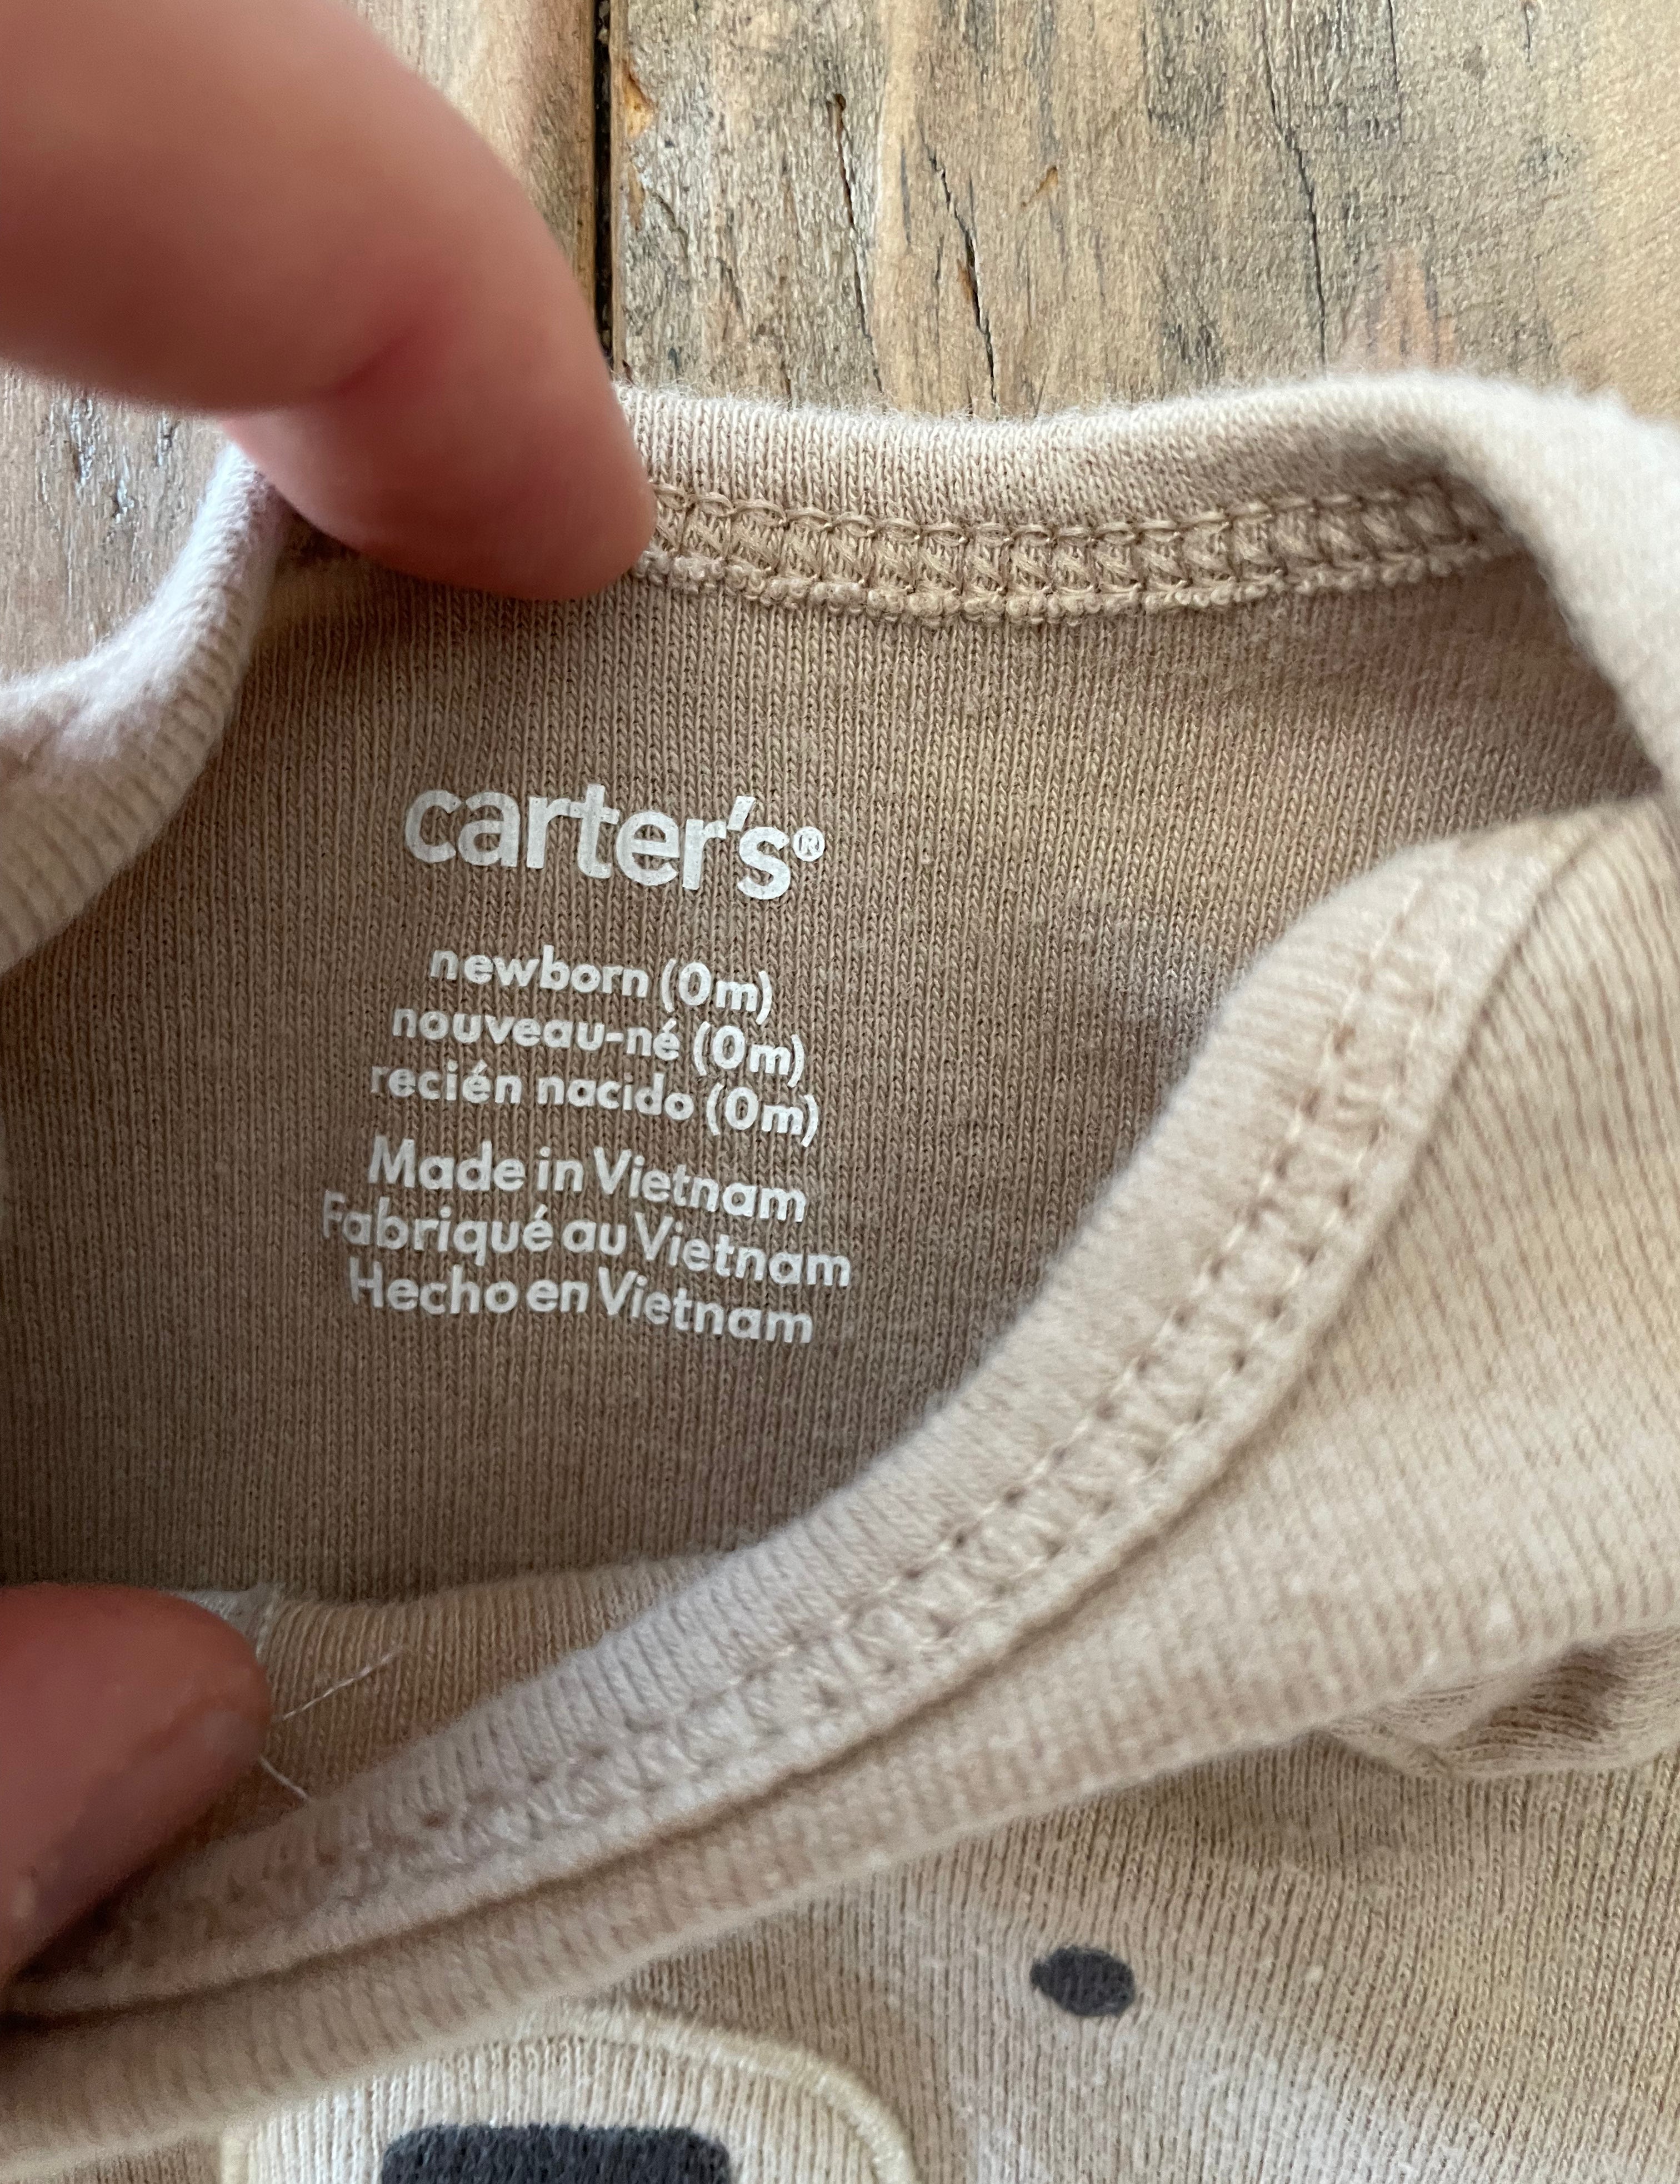 carter's®
newborn (0m)
nouveau-né (0m)
recién nacido (0m)
Made in Vietnam
Fabriqué au Vietnam
Hecho en Vietnam